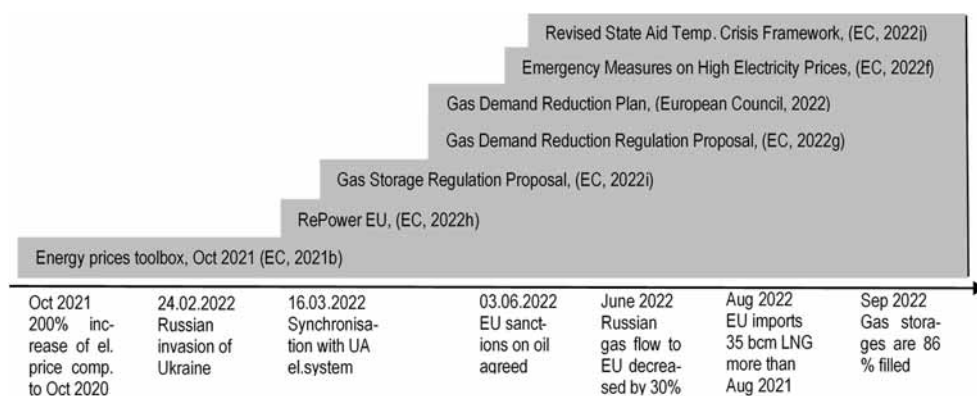 Revised State Aid Temp. Crisis Framework, (EC, 2022j)
Emergency Measures on High Electricity Prices, (EC, 2022f)
Gas Demand Reduction Plan, (European Council, 2022)
Gas Demand Reduction Regulation Proposal, (EC, 2022g)
Gas Storage Regulation Proposal, (EC, 2022i)
RePower EU, (EC, 2022h)
Energy prices toolbox, Oct 2021 (EC, 2021b)
Oct 2021
200% inc-
rease of el.
price comp.
to Oct 2020
24.02.2022
Russian
invasion of
Ukraine
16.03.2022
Synchronisa-
tion with UA
el.system
03.06.2022
EU sanct-
ions on oil
agreed
June 2022
Russian
gas flow to
EU decrea-
sed by 30%
Aug 2022
EU imports
35 bcm LNG
more than
Aug 2021
Sep 2022
Gas stora-
ges are 86
% filled